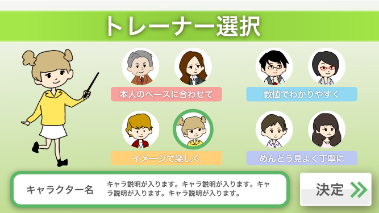 トレーナー選択
本人のペースに合わせて
数値でわかりやすく
イメージで楽しく
めんどう見よく丁寧に
キャラクター名
キャラ説明が入ります。キャラ説明が入ります。キャ
ラ説明が入ります。キャラ説明が入ります。
決定